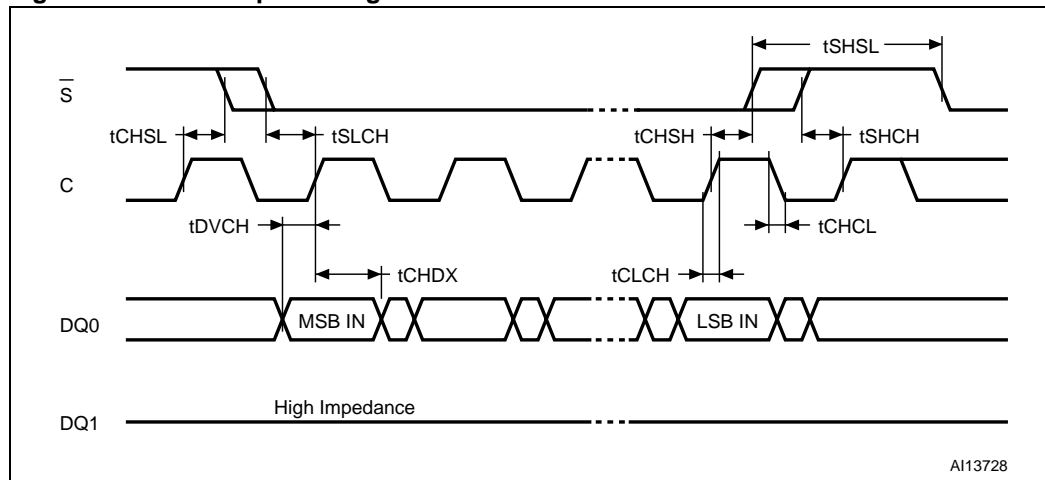 tSHSL
S
tCHSL
tSLCH
tCHSH
tSHCH
C
tDVCH
tCHCL
tCHDX
tCLCH
DQ0
MSB IN
LSB IN
High Impedance
DQ1
AI13728